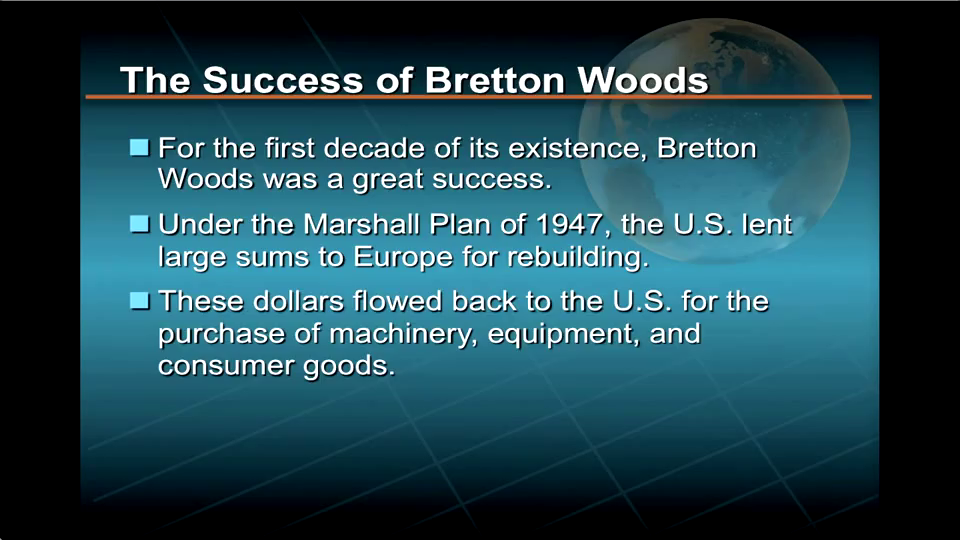 The Success of Bretton Woods
For the first decade of its existence, Bretton
Woods was a great success.
Under the Marshall Plan of 1947, the U.S. lent
large sums to Europe for rebuilding.
These dollars flowed back to the U.S. for the
purchase of machinery, equipment, and
consumer goods.